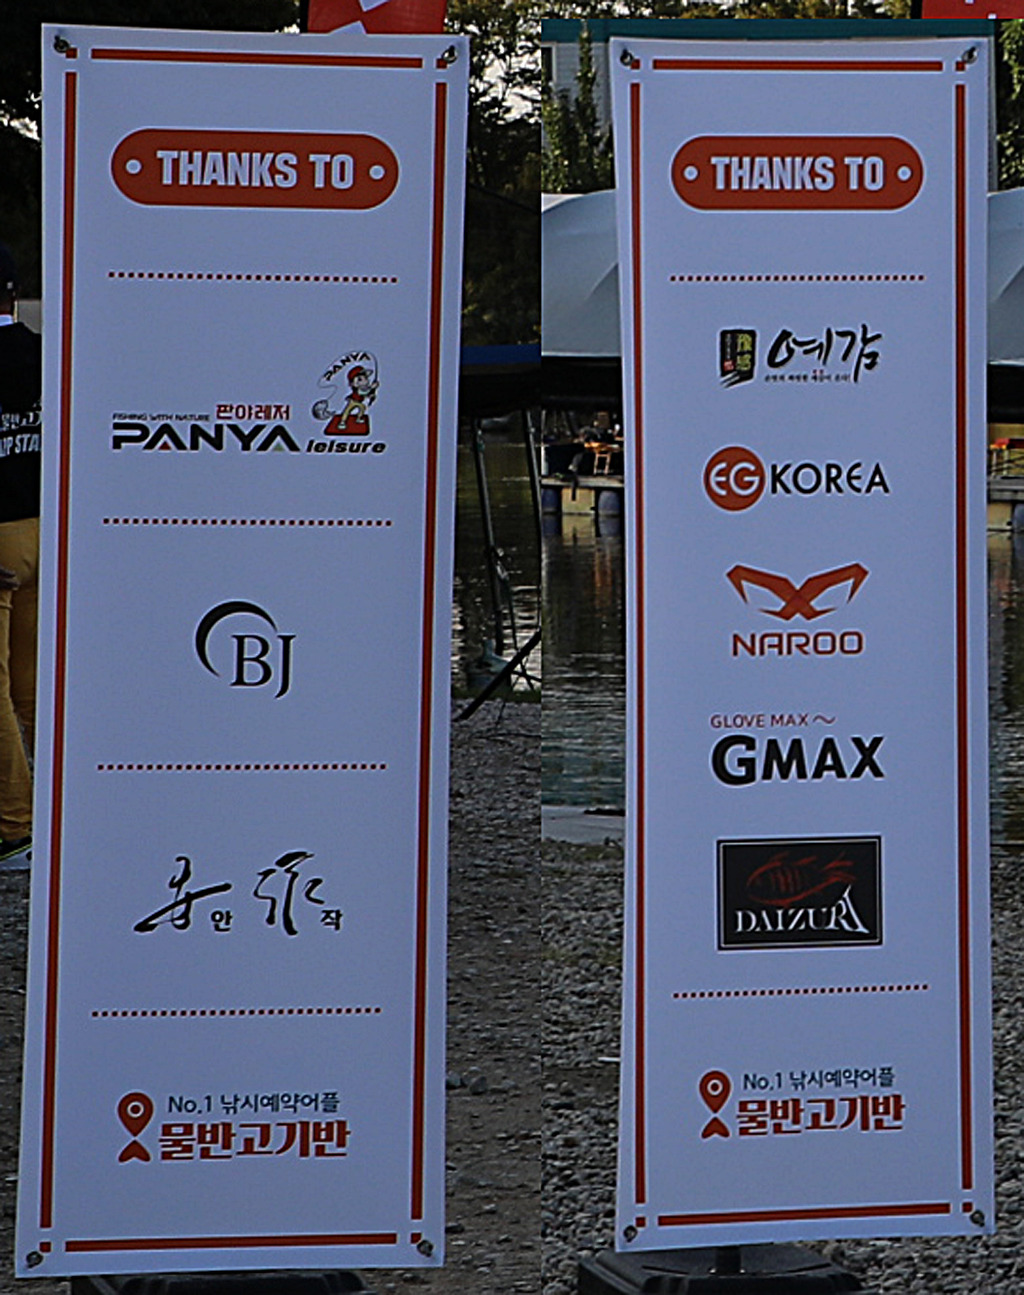 THANKS TO
PANYA
FISHING WITH NATURE 판야레저
PANYA leisure
BJ
안 작
No.1 낚시예약어플
물반고기반
THANKS TO
예감
EG KOREA
NAROO
GLOVE MAX
GMAX
DAIZURA
No.1 낚시예약어플
물반고기반